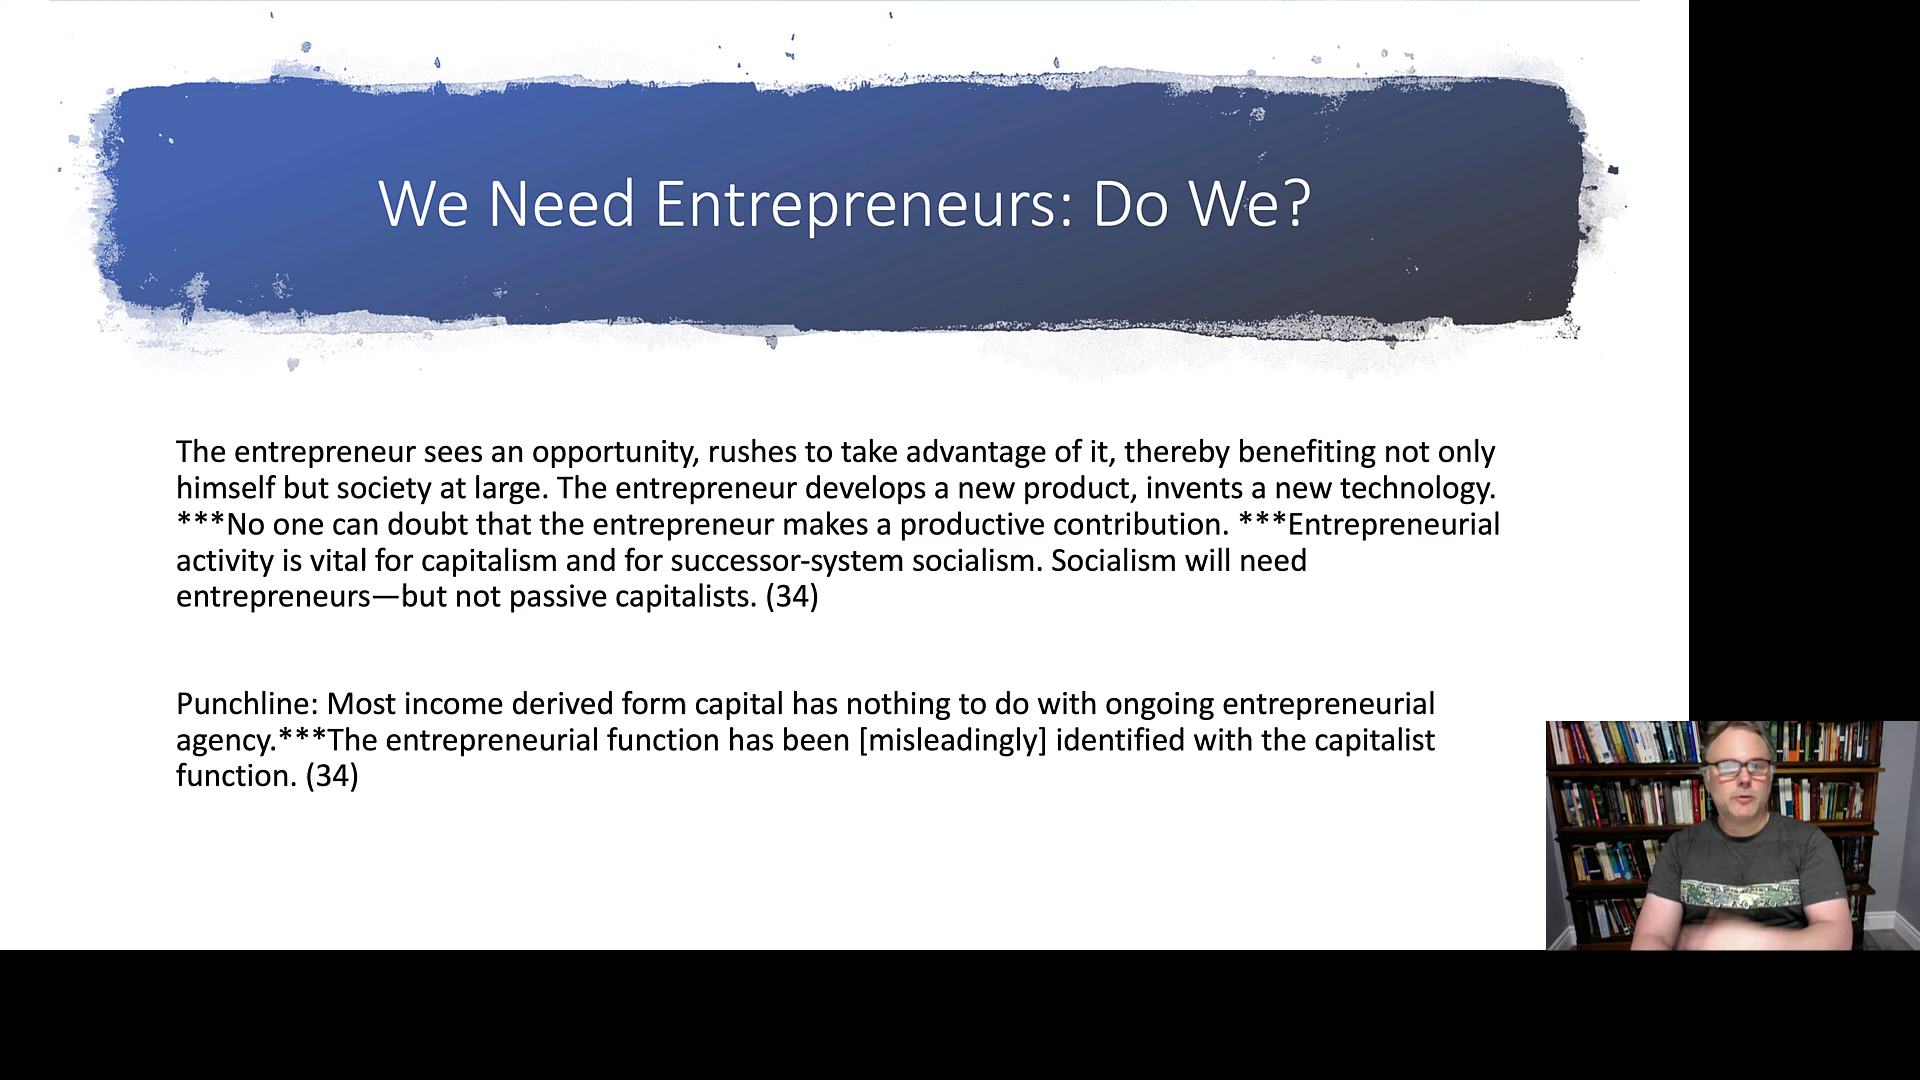 We Need Entrepreneurs: Do We?
The entrepreneur sees an opportunity, rushes to take advantage of it, thereby benefiting not only
himself but society at large. The entrepreneur develops a new product, invents a new technology.
***No one can doubt that the entrepreneur makes a productive contribution. ***Entrepreneurial
activity is vital for capitalism and for successor-system socialism. Socialism will need
entrepreneurs—but not passive capitalists. (34)
Punchline: Most income derived form capital has nothing to do with ongoing entrepreneurial
agency.***The entrepreneurial function has been [misleadingly] identified with the capitalist
function. (34)